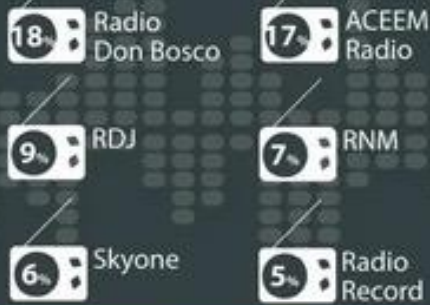 18%
Radio
Don Bosco
17%
ACEEM
Radio
9%
RDJ
7%
RNM
6%
Skyone
5%
Radio
Record